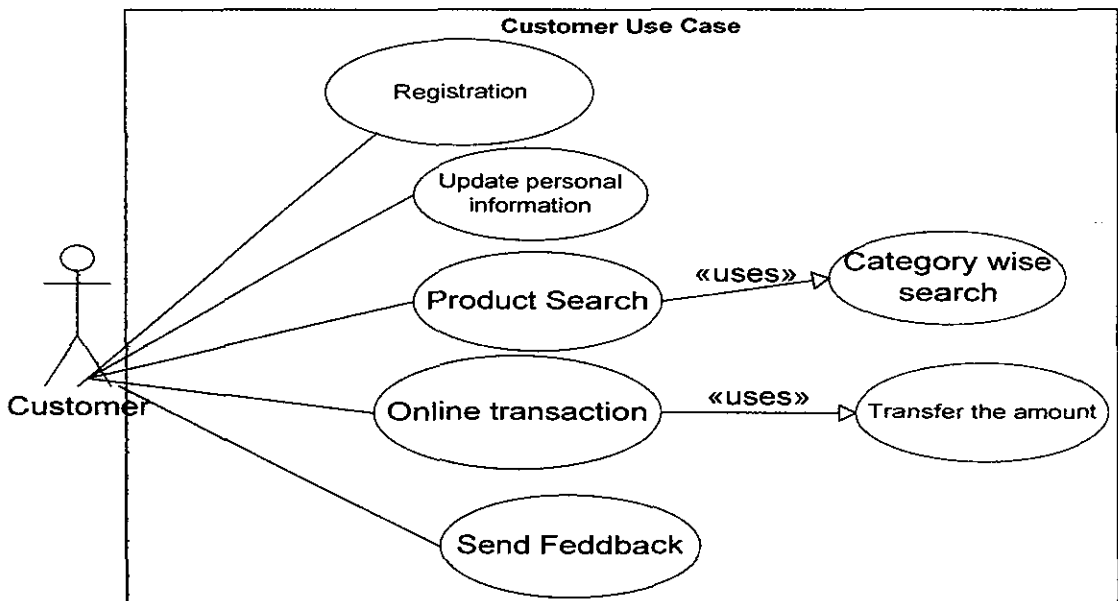 Customer Use Case
Registration
Update personal
information
«uses»
Category wise
search
Product Search
Customer
Online transaction
«uses»
Transfer the amount
Send Feddback